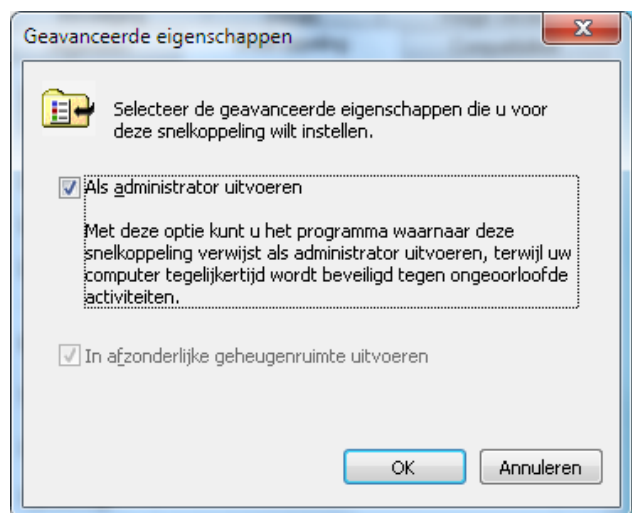 Geavanceerde eigenschappen
Selecteer de geavanceerde eigenschappen die u voor
deze snelkoppeling wilt instellen.
Als administrator uitvoeren
Met deze optie kunt u het programma waarnaar deze
snelkoppeling verwijst als administrator uitvoeren, terwijl uw
computer tegelijkertijd wordt beveiligd tegen ongeoorloofde
activiteiten.
In afzonderlijke geheugenruimte uitvoeren
OK
Annuleren